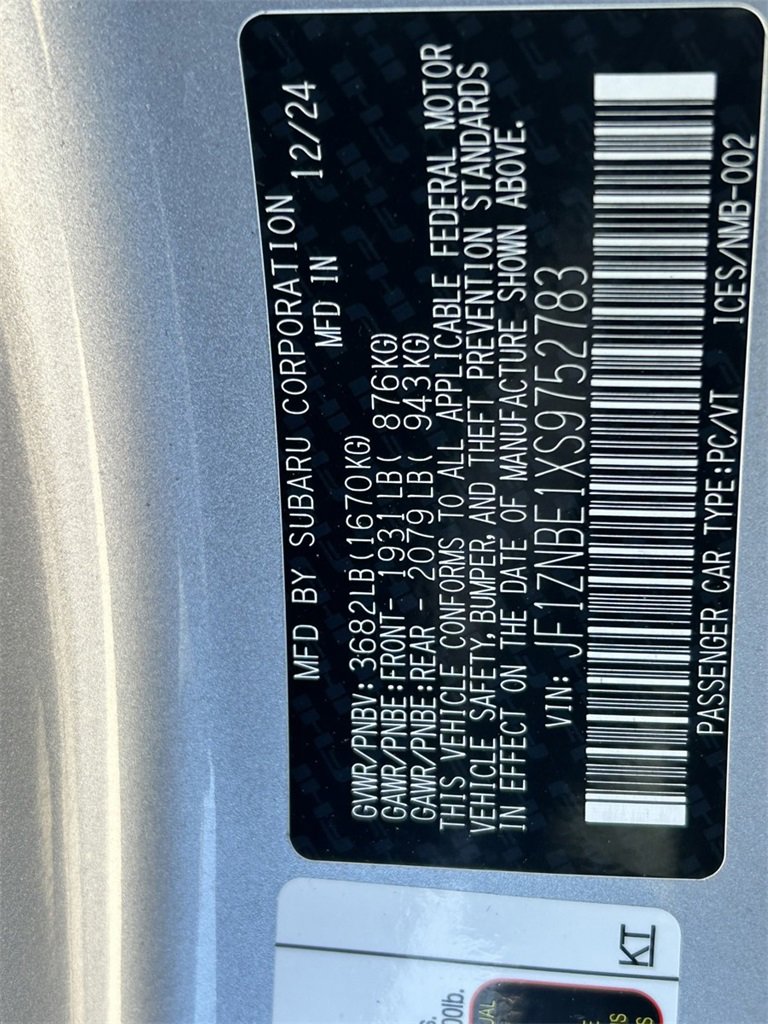 MFD BY SUBARU CORPORATION 12/24
MFD IN
GVWR/PNBV: 3682LB(1670KG)
GAWR/PNBE:FRONT- 1931LB( 876KG)
GAWR/PNBE:REAR - 2079LB( 943KG)
THIS VEHICLE CONFORMS TO ALL APPLICABLE FEDERAL MOTOR
VEHICLE SAFETY,BUMPER, AND THEFT PREVENTION STANDARDS
IN EFFECT ON THE DATE OF MANUFACTURE SHOWN ABOVE.
VIN: JF1ZNBE1XS9752783
PASSENGER CAR TYPE:PC/VT ICES/NMB-002
KI